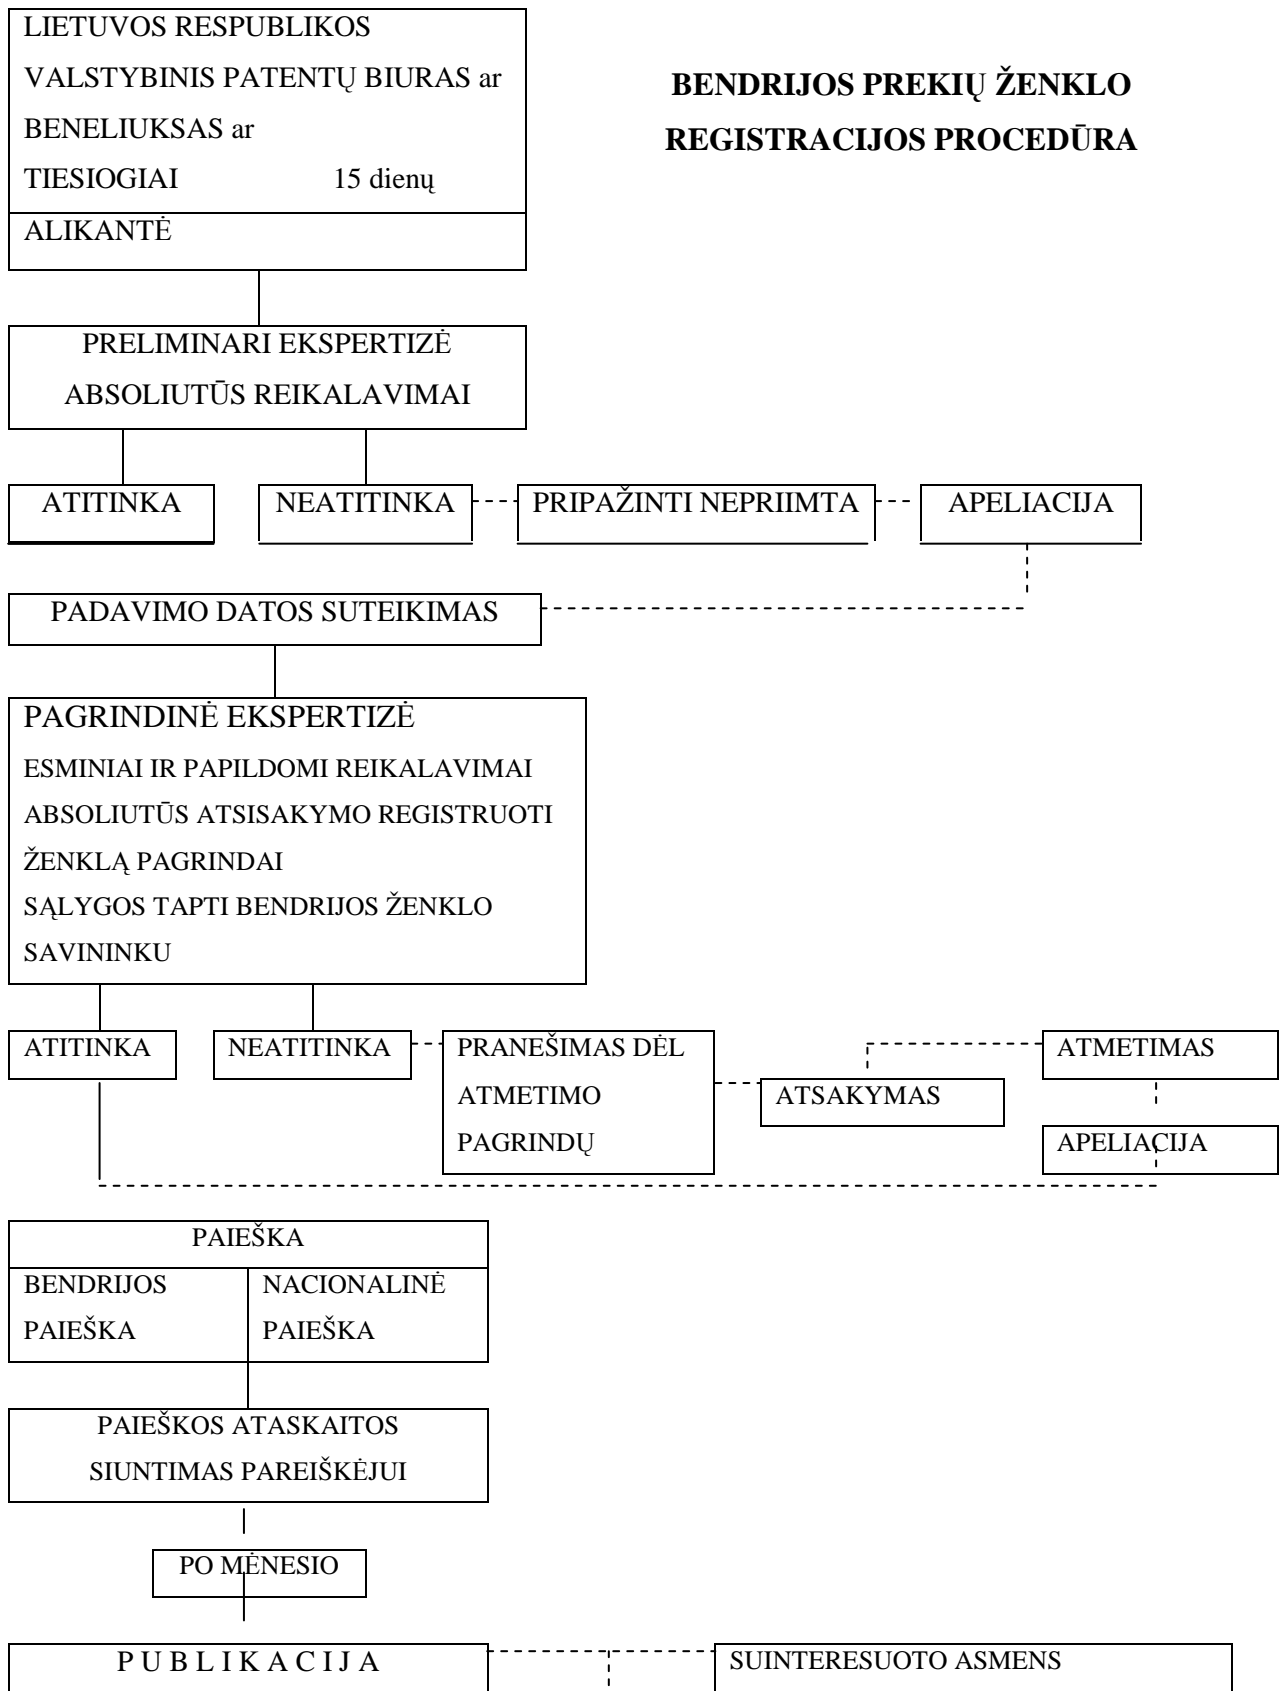 LIETUVOS RESPUBLIKOS
VALSTYBINIS PATENTŲ BIURAS ar
BENELIUKSAS ar
TIESIOGIAI 15 dienų
ALIKANTĖ
BENDRIJOS PREKIŲ ŽENKLO
REGISTRACIJOS PROCEDŪRA
PRELIMINARI EKSPERTIZĖ
ABSOLIUTŪS REIKALAVIMAI
ATITINKA
NEATITINKA
PRIPAŽINTI NEPRIIMTA
APELIACIJA
PADAVIMO DATOS SUTEIKIMAS
PAGRINDINĖ EKSPERTIZĖ
ESMINIAI IR PAPILDOMI REIKALAVIMAI
ABSOLIUTŪS ATSISAKYMO REGISTRUOTI
ŽENKLĄ PAGRINDAI
SĄLYGOS TAPTI BENDRIJOS ŽENKLO
SAVININKU
ATITINKA
NEATITINKA
PRANEŠIMAS DĖL
ATMETIMO
PAGRINDŲ
ATSAKYMAS
ATMETIMAS
APELIACIJA
PAIEŠKA
BENDRIJOS
PAIEŠKA
NACIONALINĖ
PAIEŠKA
PAIEŠKOS ATASKAITOS
SIUNTIMAS PAREIŠKĖJUI
PO MĖNESIO
P U B L I K A C I J A
SUINTERESUOTO ASMENS